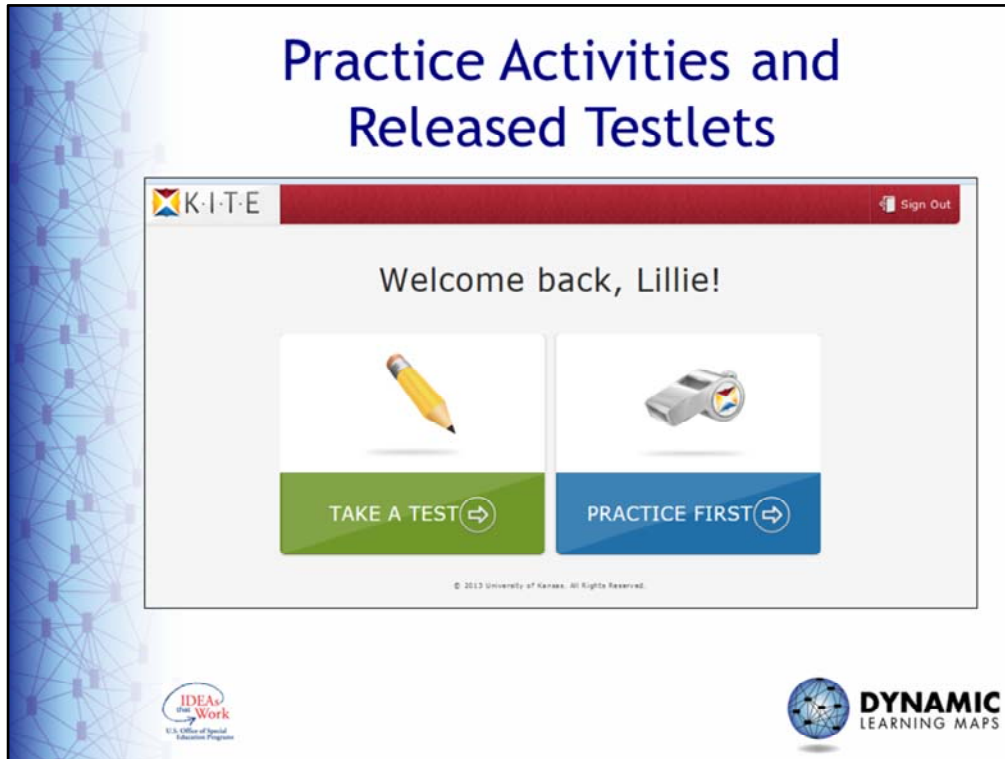 Practice Activities and
Released Testlets
K·I·T·E
Sign Out
Welcome back, Lillie!
TAKE A TEST
PRACTICE FIRST
© 2013 University of Kansas. All Rights Reserved.
IDEAs
that Work
U.S. Office of Special
Education Programs
DYNAMIC
LEARNING MAPS